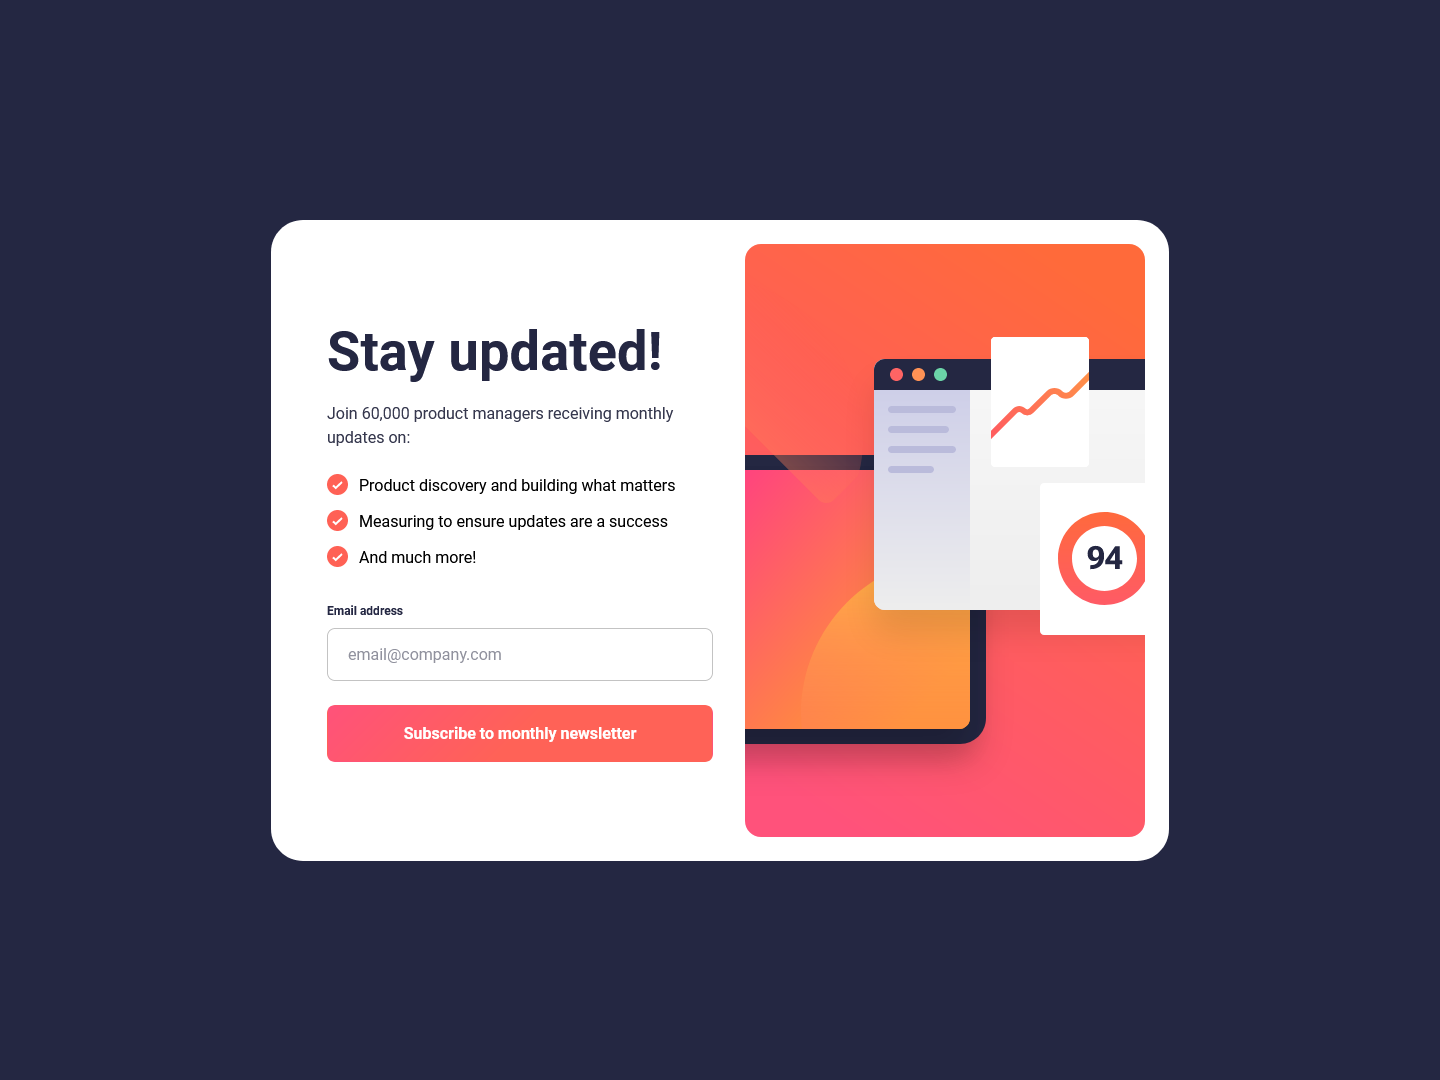 Stay updated!
Join 60,000 product managers receiving monthly
updates on:
Product discovery and building what matters
Measuring to ensure updates are a success
And much more!
Email address
email@company.com
Subscribe to monthly newsletter
94